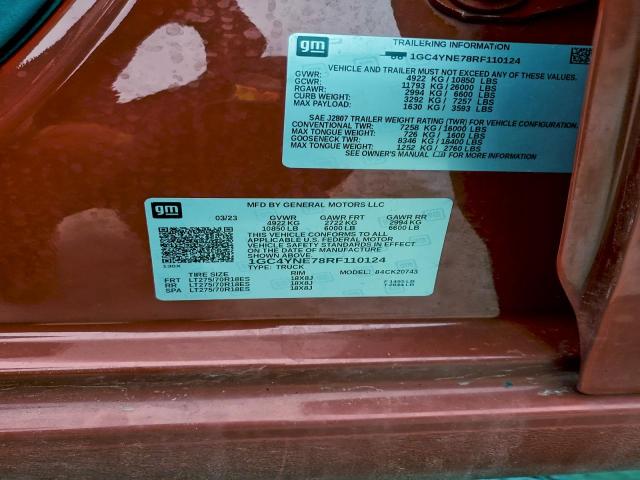 gm
TRAILERING INFORMATION
1GC4YNE78RF110124
VEHICLE AND TRAILER MUST NOT EXCEED ANY OF THESE VALUES.
GVWR: 4922 KG/ 10850 LBS
GCWR: 11793 KG/ 26000 LBS
RGAWR: 2994 KG / 6600 LBS
CURB WEIGHT: 3292 KG / 7257 LBS
MAX PAYLOAD: 1630 KG / 3593 LBS
SAE J2807 TRAILER WEIGHT RATING (TWR) FOR VEHICLE CONFIGURATION.
CONVENTIONAL TWR: 7258 KG/ 16000 LBS
MAX TONGUE WEIGHT: 726 KG / 1600 LBS
GOOSENECK TWR: 8346 KG/ 18400 LBS
MAX TONGUE WEIGHT: 1252 KG / 2760 LBS
SEE OWNER'S MANUAL FOR MORE INFORMATION
gm
MFD BY GENERAL MOTORS LLC
03/23 GVWR GAWR FRT GAWR RR
4922 KG 2722 KG 2994 KG
10850 LB 6000 LB 6600 LB
THIS VEHICLE CONFORMS TO ALL
APPLICABLE U.S. FEDERAL MOTOR
VEHICLE SAFETY STANDARDS IN EFFECT
ON THE DATE OF MANUFACTURE
1GC4YNE78RF110124
TYPE: TRUCK MODEL: 84CK20743
TIRE SIZE RIM
FRT LT275/70R18ES 18X8J
RR LT275/70R18ES 18X8J
SPA LT275/70R18ES 18X8J